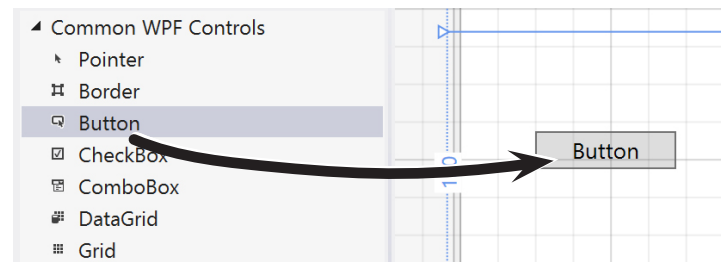 Common WPF Controls
Pointer
Border
Button
CheckBox
ComboBox
DataGrid
Grid
Button